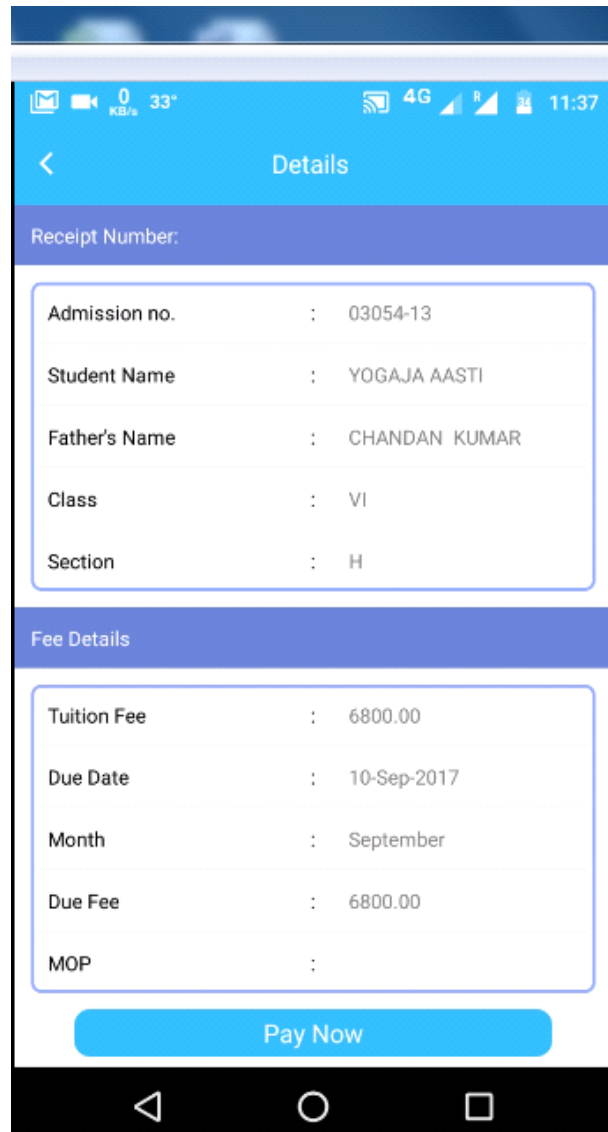 0 KB/s 33° 4G R 34 11:37
Details
Receipt Number:
Admission no. : 03054-13
Student Name : YOGAJA AASTI
Father's Name : CHANDAN KUMAR
Class : VI
Section : H
Fee Details
Tuition Fee : 6800.00
Due Date : 10-Sep-2017
Month : September
Due Fee : 6800.00
MOP :
Pay Now